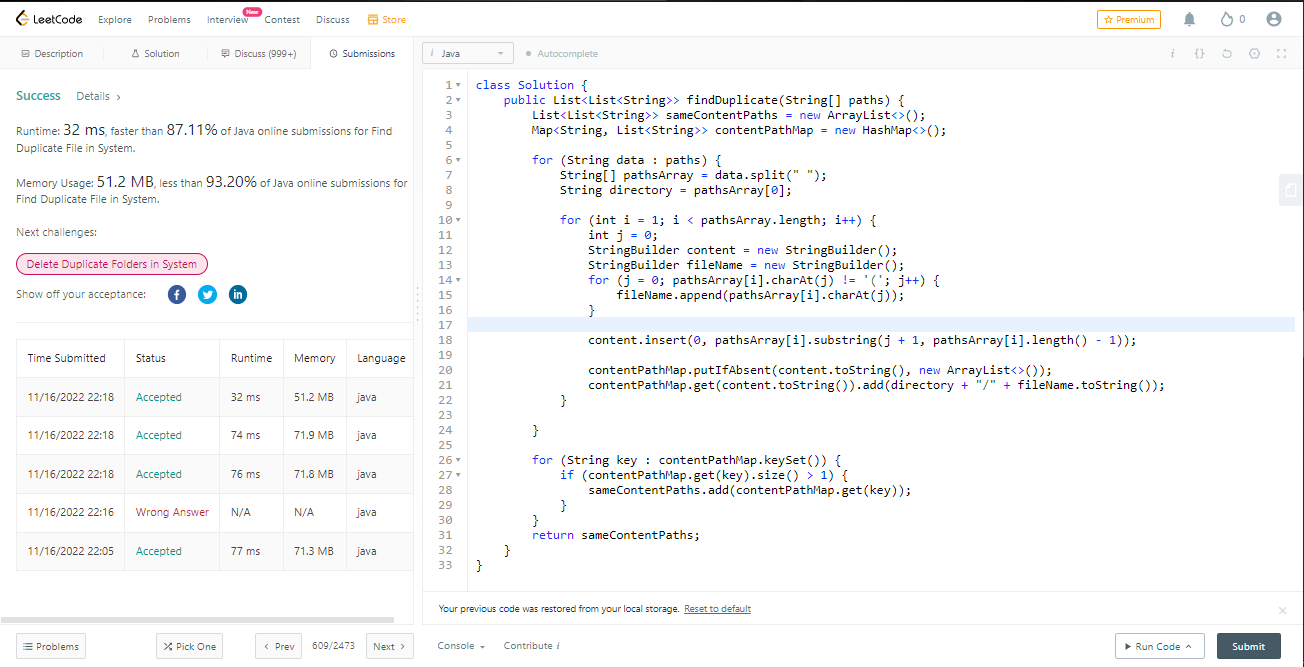 LeetCode Explore Problems Interview New Contest Discuss Store Premium 0
Description Solution Discuss (999+) Submissions
i Java Autocomplete i {}
Success Details >
Runtime: 32 ms, faster than 87.11% of Java online submissions for Find
Duplicate File in System.
Memory Usage: 51.2 MB, less than 93.20% of Java online submissions for
Find Duplicate File in System.
Next challenges:
Delete Duplicate Folders in System
Show off your acceptance:
Time Submitted Status Runtime Memory Language
11/16/2022 22:18 Accepted 32 ms 51.2 MB java
11/16/2022 22:18 Accepted 74 ms 71.9 MB java
11/16/2022 22:18 Accepted 76 ms 71.8 MB java
11/16/2022 22:16 Wrong Answer N/A N/A java
11/16/2022 22:05 Accepted 77 ms 71.3 MB java
1 class Solution {
2     public List<List<String>> findDuplicate(String[] paths) {
3         List<List<String>> sameContentPaths = new ArrayList<>();
4         Map<String, List<String>> contentPathMap = new HashMap<>();
5
6         for (String data : paths) {
7             String[] pathsArray = data.split(" ");
8             String directory = pathsArray[0];
9
10             for (int i = 1; i < pathsArray.length; i++) {
11                 int j = 0;
12                 StringBuilder content = new StringBuilder();
13                 StringBuilder fileName = new StringBuilder();
14                 for (j = 0; pathsArray[i].charAt(j) != '('; j++) {
15                     fileName.append(pathsArray[i].charAt(j));
16                 }
17
18                 content.insert(0, pathsArray[i].substring(j + 1, pathsArray[i].length() - 1));
19
20                 contentPathMap.putIfAbsent(content.toString(), new ArrayList<>());
21                 contentPathMap.get(content.toString()).add(directory + "/" + fileName.toString());
22             }
23
24         }
25
26         for (String key : contentPathMap.keySet()) {
27             if (contentPathMap.get(key).size() > 1) {
28                 sameContentPaths.add(contentPathMap.get(key));
29             }
30         }
31         return sameContentPaths;
32     }
33 }
Your previous code was restored from your local storage. Reset to default
Problems Pick One < Prev 609/2473 Next > Console Contribute i Run Code Submit